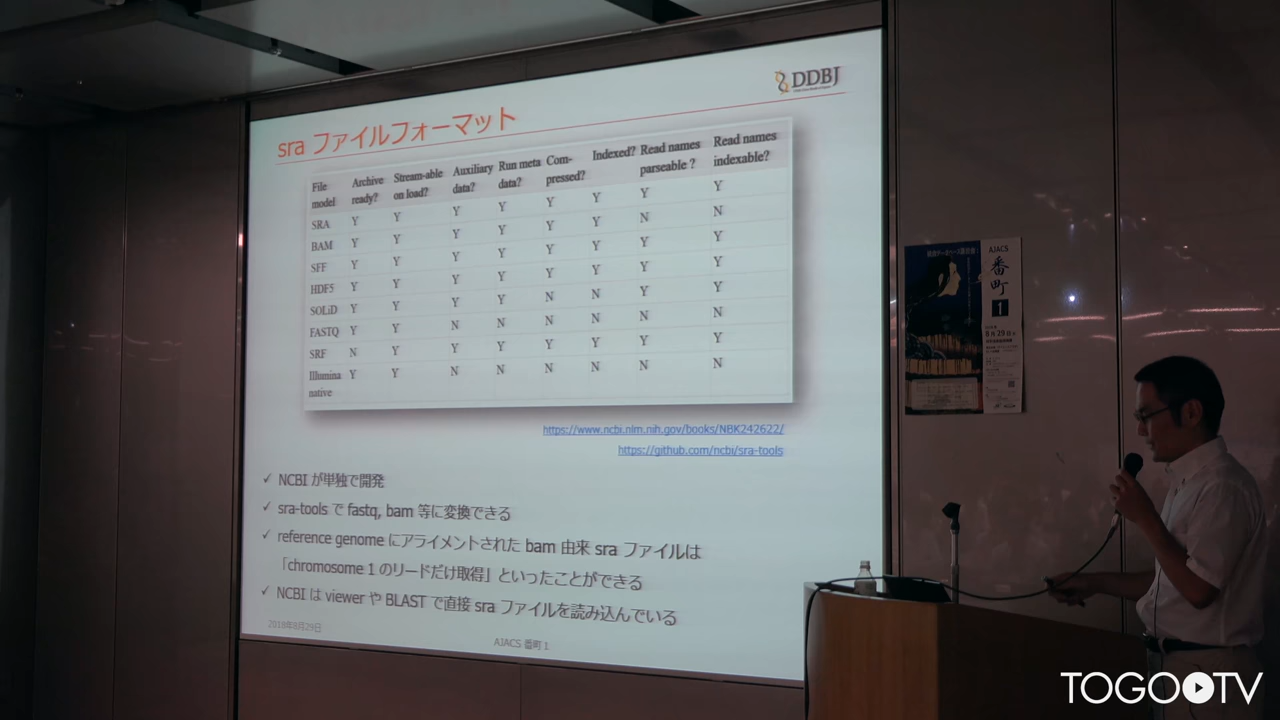 DDBJ
sra ファイルフォーマット
File model Archive ready? Stream-able on load? Auxiliary data? Run meta data? Com-pressed? Indexed? Read names parseable ? Read names indexable?
SRA Y Y Y Y Y Y Y Y
BAM Y Y Y Y Y Y N N
SFF Y Y Y Y Y Y Y Y
HDF5 Y Y Y Y Y Y Y Y
SOLiD Y Y Y Y N N Y Y
FASTQ Y Y N N N N N N
SRF N Y Y Y Y Y Y Y
Illumina native Y Y N N N N N N
https://www.ncbi.nlm.nih.gov/books/NBK242622/
https://github.com/ncbi/sra-tools
✓ NCBI が単独で開発
✓ sra-tools で fastq, bam 等に変換できる
✓ reference genome にアライメントされた bam 由来 sra ファイルは
「chromosome 1 のリードだけ取得」といったことができる
✓ NCBI は viewer や BLAST で直接 sra ファイルを読み込んでいる
2018年8月29日
AJACS 番町 1
AJACS
番町
1
8月29日
TOGOTV